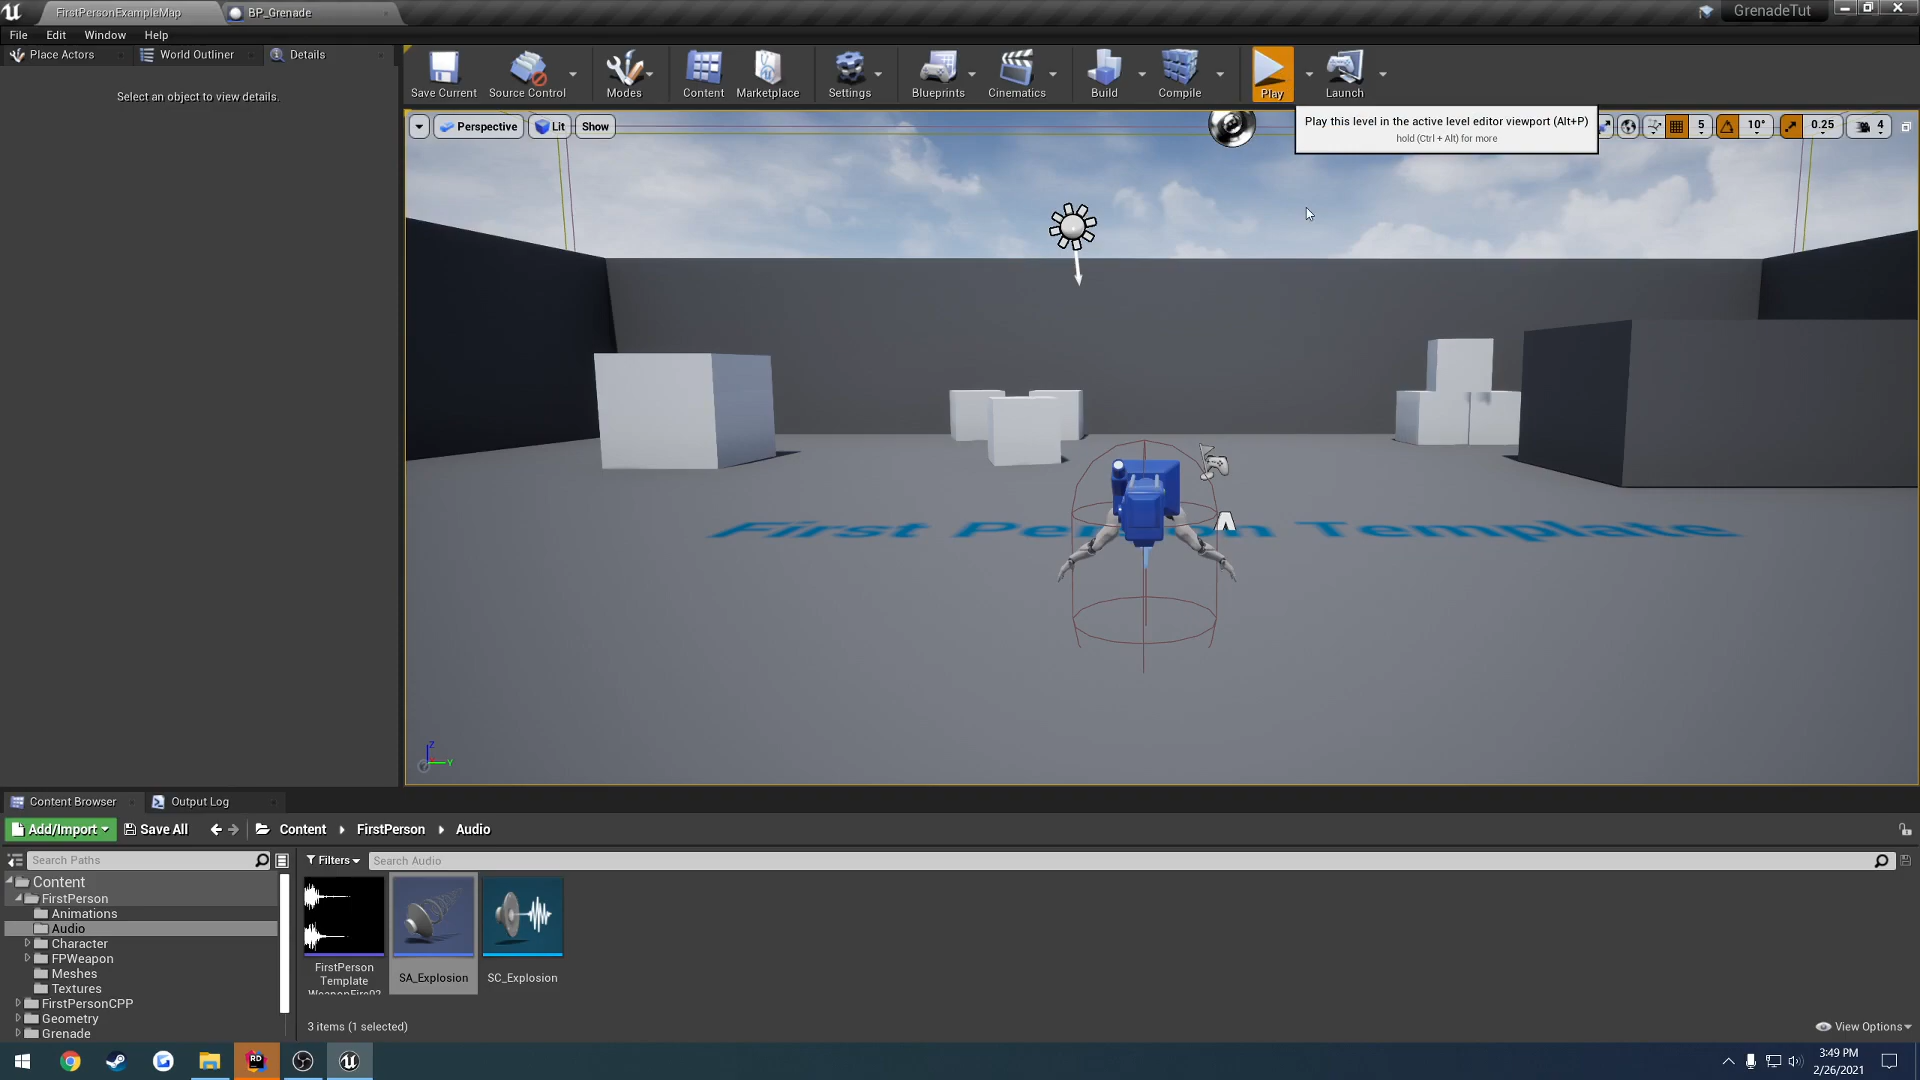 FirstPersonExampleMap
BP_Grenade
GrenadeTut
File Edit Window Help
Place Actors World Outliner Details
Select an object to view details.
Save Current Source Control Modes Content Marketplace Settings Blueprints Cinematics Build Compile Play Launch
Perspective Lit Show
Play this level in the active level editor viewport (Alt+P)
hold (Ctrl + Alt) for more
5 10° 0.25 4
First Person Template
Z
Y
Content Browser Output Log
Add/Import Save All Content FirstPerson Audio
Search Paths
Filters Search Audio
Content
FirstPerson
Animations
Audio
Character
FPWeapon
Meshes
Textures
FirstPersonCPP
Geometry
Grenade
FirstPerson
Template
WeaponFire02
SA_Explosion
SC_Explosion
3 items (1 selected)
View Options
RD
3:49 PM
2/26/2021